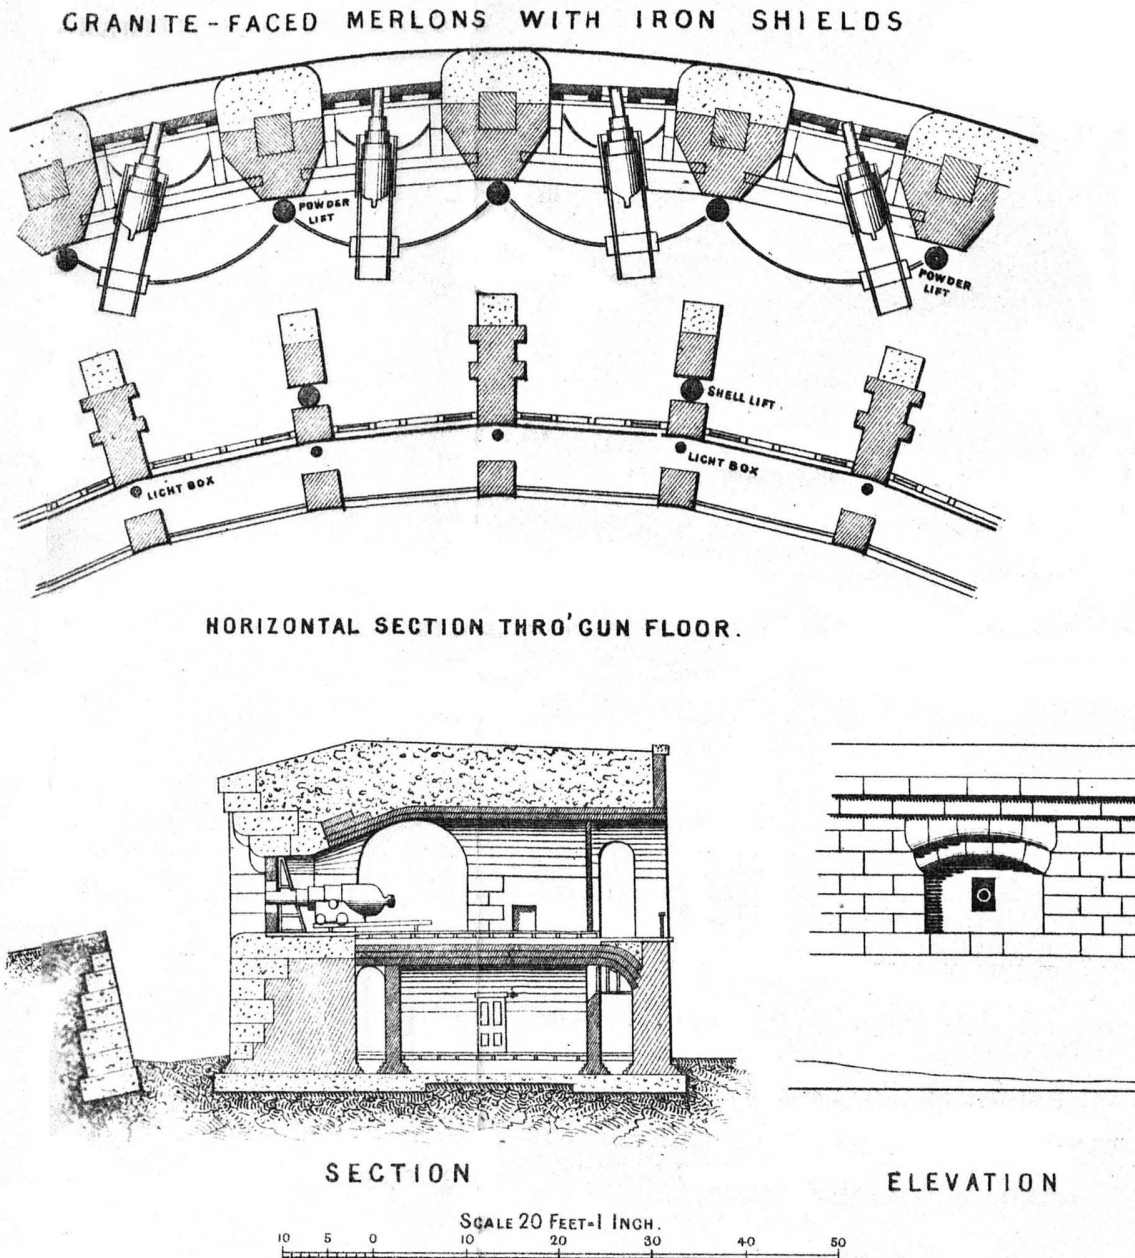 GRANITE-FACED MERLONS WITH IRON SHIELDS
POWDER
LIFT
POWDER
LIFT
SHELL LIFT.
LIGHT BOX
LIGHT BOX
HORIZONTAL SECTION THRO' GUN FLOOR.
SECTION
ELEVATION
SCALE 20 FEET=1 INCH.
10 5 0 10 20 30 40 50